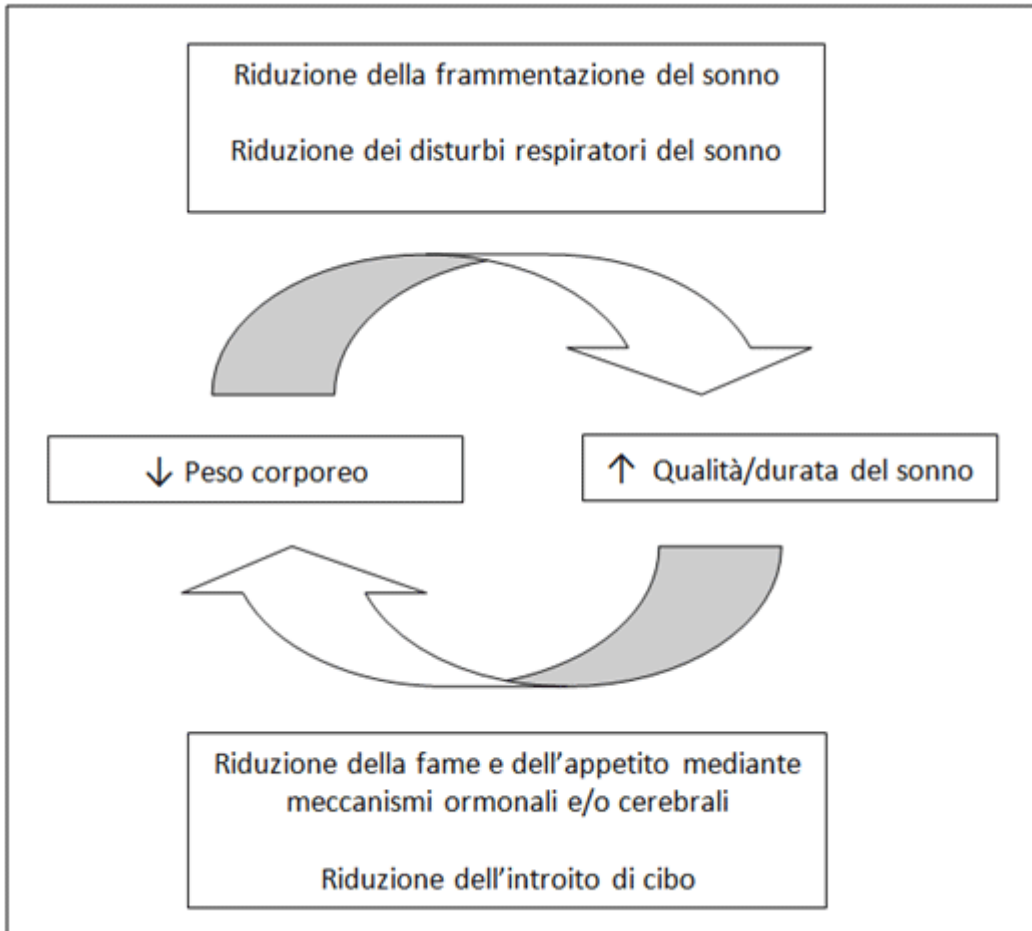 Riduzione della frammentazione del sonno
Riduzione dei disturbi respiratori del sonno
↓ Peso corporeo
↑ Qualità/durata del sonno
Riduzione della fame e dell’appetito mediante
meccanismi ormonali e/o cerebrali
Riduzione dell’introito di cibo